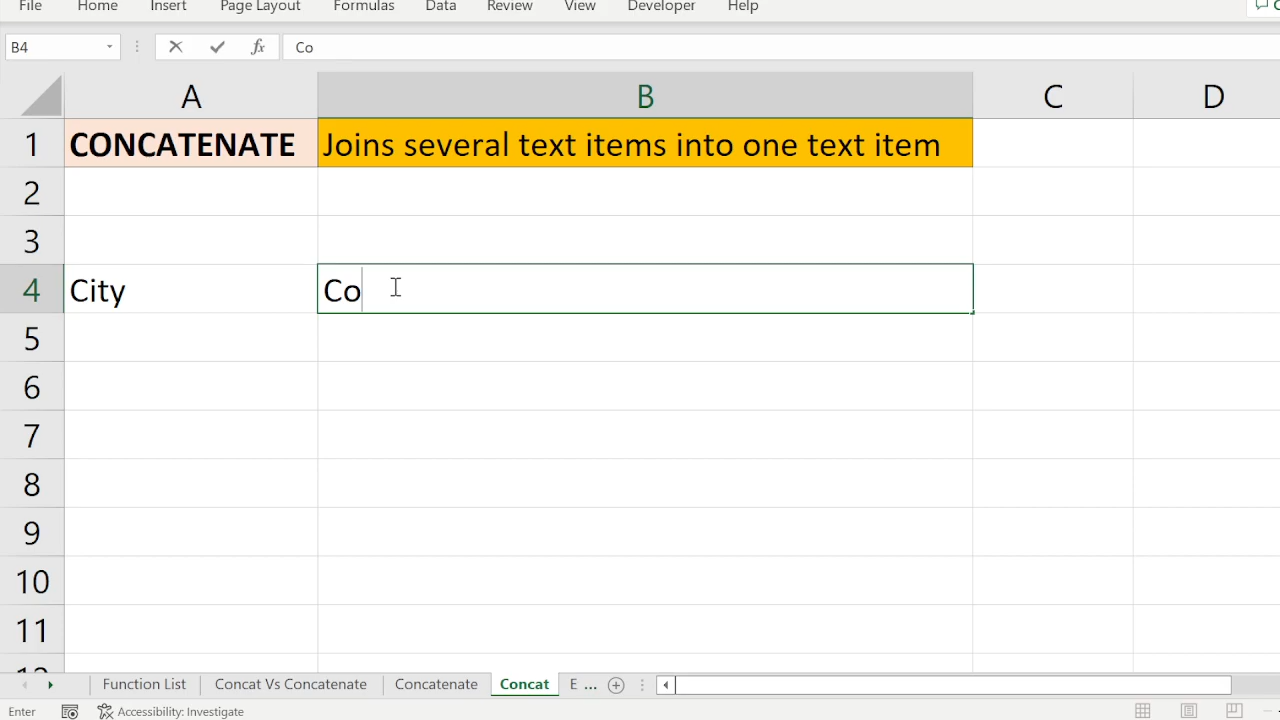 File Home Insert Page Layout Formulas Data Review View Developer Help
B4 fx Co
A B C D
1 CONCATENATE Joins several text items into one text item
2
3
4 City Co
5
6
7
8
9
10
11
Function List Concat Vs Concatenate Concatenate Concat E ...
Enter Accessibility: Investigate